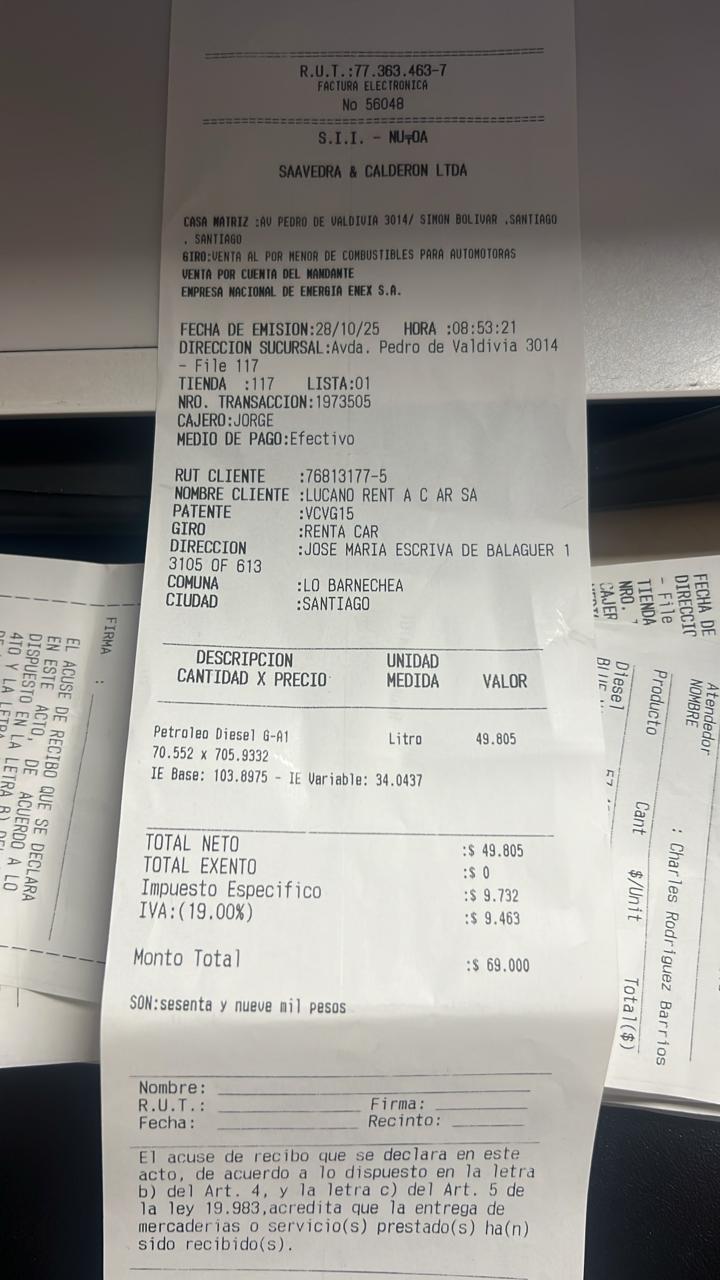 R.U.T.:77.363.463-7
FACTURA ELECTRONICA
No 56048
S.I.I. -
SAAVEDRA & CALDERON LTDA
CASA MATRIZ :AV PEDRO DE VALDIVIA 3014/ SIMON BOLIVAR ,SANTIAGO
, SANTIAGO
GIRO:VENTA AL POR MENOR DE COMBUSTIBLES PARA AUTOMOTORAS
VENTA POR CUENTA DEL MANDANTE
EMPRESA NACIONAL DE ENERGIA ENEX S.A.
FECHA DE EMISION:28/10/25 HORA :08:53:21
DIRECCION SUCURSAL:Avda. Pedro de Valdivia 3014
- File 117
TIENDA :117 LISTA:01
NRO. TRANSACCION:1973505
CAJERO:JORGE
MEDIO DE PAGO:Efectivo
RUT CLIENTE :76813177-5
NOMBRE CLIENTE :LUCANO RENT A C AR SA
PATENTE :VCVG15
GIRO :RENTA CAR
DIRECCION :JOSE MARIA ESCRIVA DE BALAGUER 1
3105 OF 613
COMUNA :LO BARNECHEA
CIUDAD :SANTIAGO
DESCRIPCION UNIDAD
CANTIDAD X PRECIO MEDIDA VALOR
Petroleo Diesel G-A1 Litro 49.805
70.552 x 705.9332
IE Base: 103.8975 - IE Variable: 34.0437
TOTAL NETO :$ 49.805
TOTAL EXENTO :$ 0
Impuesto Especifico :$ 9.732
IVA:(19.00%) :$ 9.463
Monto Total :$ 69.000
SON:sesenta y nueve mil pesos
Nombre:
R.U.T.: Firma:
Fecha: Recinto:
El acuse de recibo que se declara en este
acto, de acuerdo a lo dispuesto en la letra
b) del Art. 4, y la letra c) del Art. 5 de
la ley 19.983,acredita que la entrega de
mercaderias o servicio(s) prestado(s) ha(n)
sido recibido(s).
FIRMA :
EL ACUSE DE RECIBO QUE SE DECLARA
EN ESTE ACTO, DE ACUERDO A LO
DISPUESTO EN LA LETRA B) DEL
4TO Y LA LETRA
FECHA DE
DIRECCIO
- File
TIENDA
NRO.
CAJER
Atendedor
NOMBRE : Charles Rodriguez Barrios
Producto Cant $/Unit Total($)
Diesel